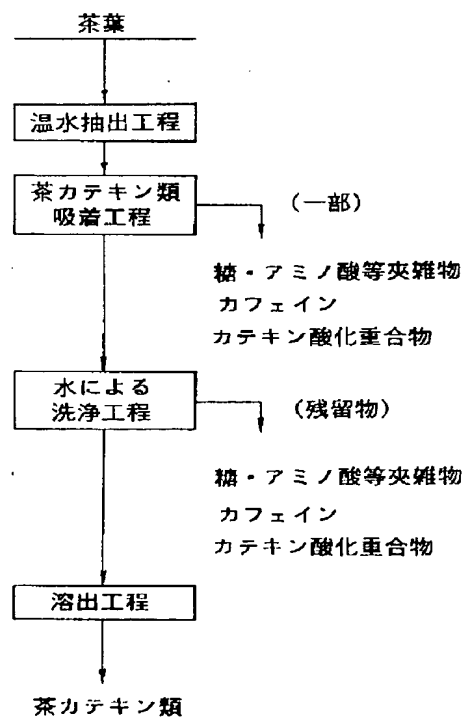 茶葉
温水抽出工程
茶カテキン類
吸着工程
(一部)
糖・アミノ酸等夾雑物
カフェイン
カテキン酸化重合物
水による
洗浄工程
(残留物)
糖・アミノ酸等夾雑物
カフェイン
カテキン酸化重合物
溶出工程
茶カテキン類